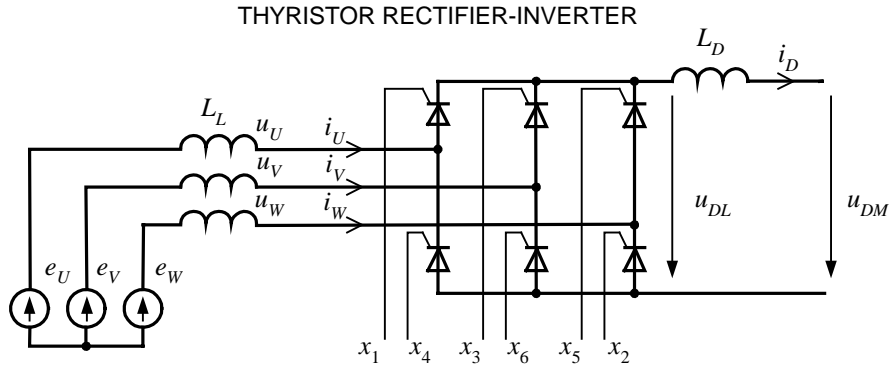 THYRISTOR RECTIFIER-INVERTER
L_D i_D
L_L u_U i_U
u_V i_V
u_W i_W
u_DL u_DM
e_U e_V e_W
x_1 x_4 x_3 x_6 x_5 x_2